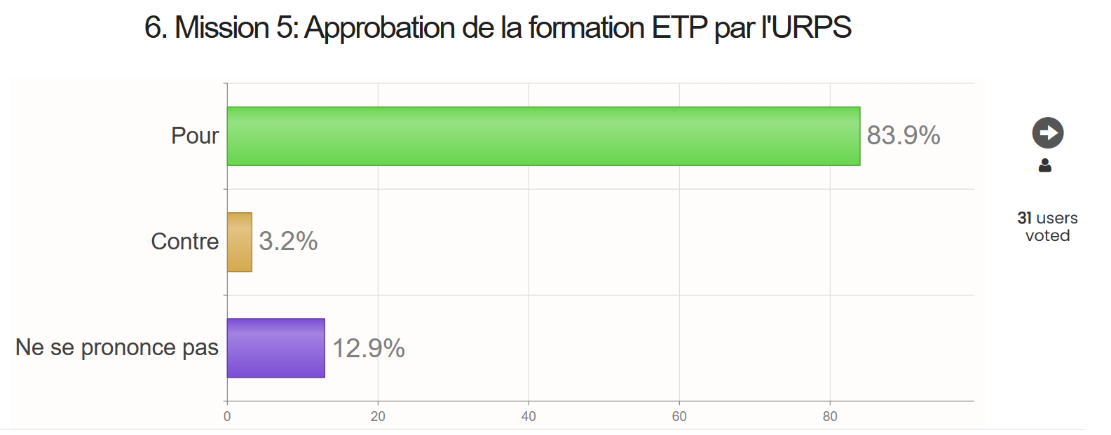 6. Mission 5: Approbation de la formation ETP par l'URPS
Pour
83.9%
Contre
3.2%
Ne se prononce pas
12.9%
0
20
40
60
80
31 users
voted